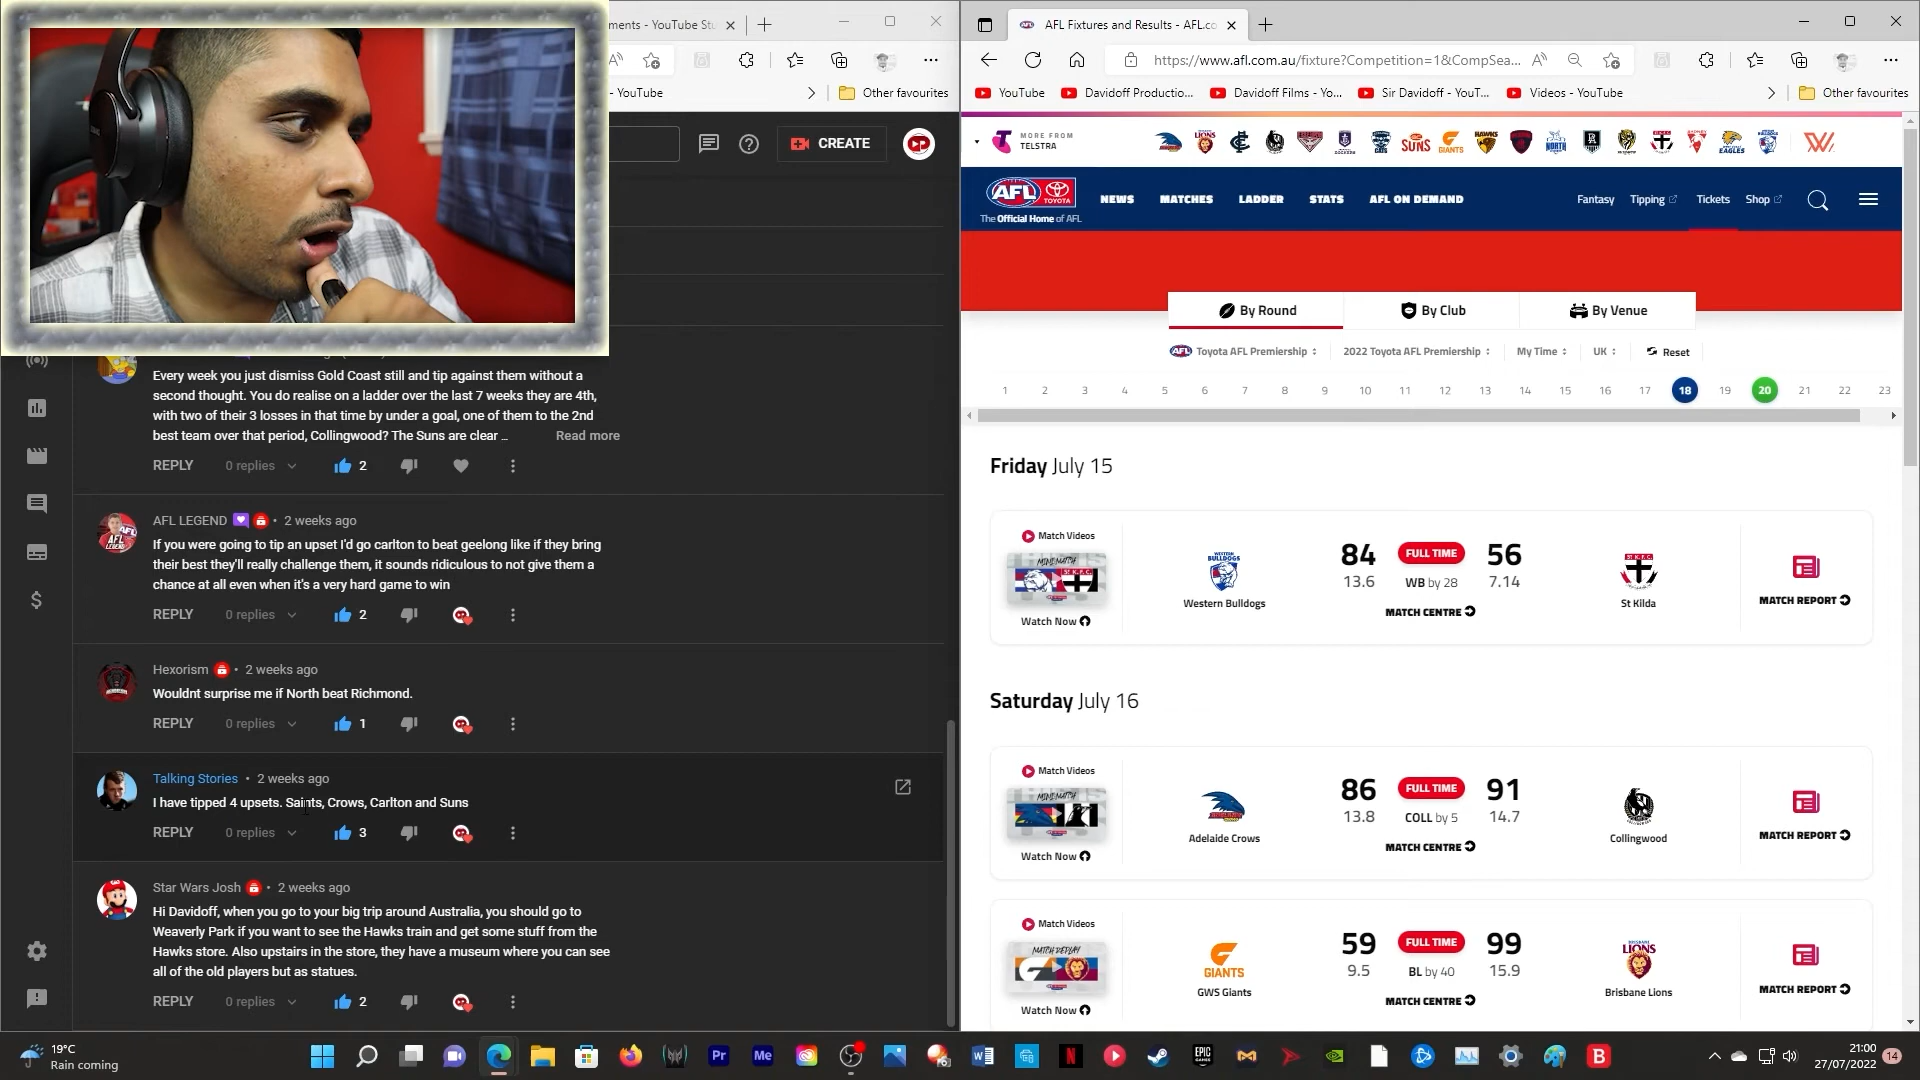 ments - YouTube Stu
- YouTube
Other favourites
CREATE
Every week you just dismiss Gold Coast still and tip against them without a
second thought. You do realise on a ladder over the last 7 weeks they are 4th,
with two of their 3 losses in that time by under a goal, one of them to the 2nd
best team over that period, Collingwood? The Suns are clear ...
Read more
REPLY 0 replies 2
AFL LEGEND • 2 weeks ago
If you were going to tip an upset I'd go carlton to beat geelong like if they bring
their best they'll really challenge them, it sounds ridiculous to not give them a
chance at all even when it's a very hard game to win
REPLY 0 replies 2
Hexorism • 2 weeks ago
Wouldnt surprise me if North beat Richmond.
REPLY 0 replies 1
Talking Stories • 2 weeks ago
I have tipped 4 upsets. Saints, Crows, Carlton and Suns
REPLY 0 replies 3
Star Wars Josh • 2 weeks ago
Hi Davidoff, when you go to your big trip around Australia, you should go to
Weaverly Park if you want to see the Hawks train and get some stuff from the
Hawks store. Also upstairs in the store, they have a museum where you can see
all of the old players but as statues.
REPLY 0 replies 2
AFL Fixtures and Results - AFL.co
https://www.afl.com.au/fixture?Competition=1&CompSea...
YouTube Davidoff Productio... Davidoff Films - Yo... Sir Davidoff - YouT... Videos - YouTube Other favourites
MORE FROM
TELSTRA
AFL TOYOTA
The Official Home of AFL
NEWS MATCHES LADDER STATS AFL ON DEMAND Fantasy Tipping Tickets Shop
By Round By Club By Venue
Toyota AFL Premiership 2022 Toyota AFL Premiership My Time UK Reset
1 2 3 4 5 6 7 8 9 10 11 12 13 14 15 16 17 18 19 20 21 22 23
Friday July 15
Match Videos
MINI MATCH
Watch Now
Western Bulldogs
84 FULL TIME 56
13.6 WB by 28 7.14
MATCH CENTRE
St Kilda
MATCH REPORT
Saturday July 16
Match Videos
MINI MATCH
Watch Now
Adelaide Crows
86 FULL TIME 91
13.8 COLL by 5 14.7
MATCH CENTRE
Collingwood
MATCH REPORT
Match Videos
MATCH REPLAY
Watch Now
GIANTS
GWS Giants
59 FULL TIME 99
9.5 BL by 40 15.9
MATCH CENTRE
LIONS
Brisbane Lions
MATCH REPORT
19°C
Rain coming
Pr Me
21:00
27/07/2022
14